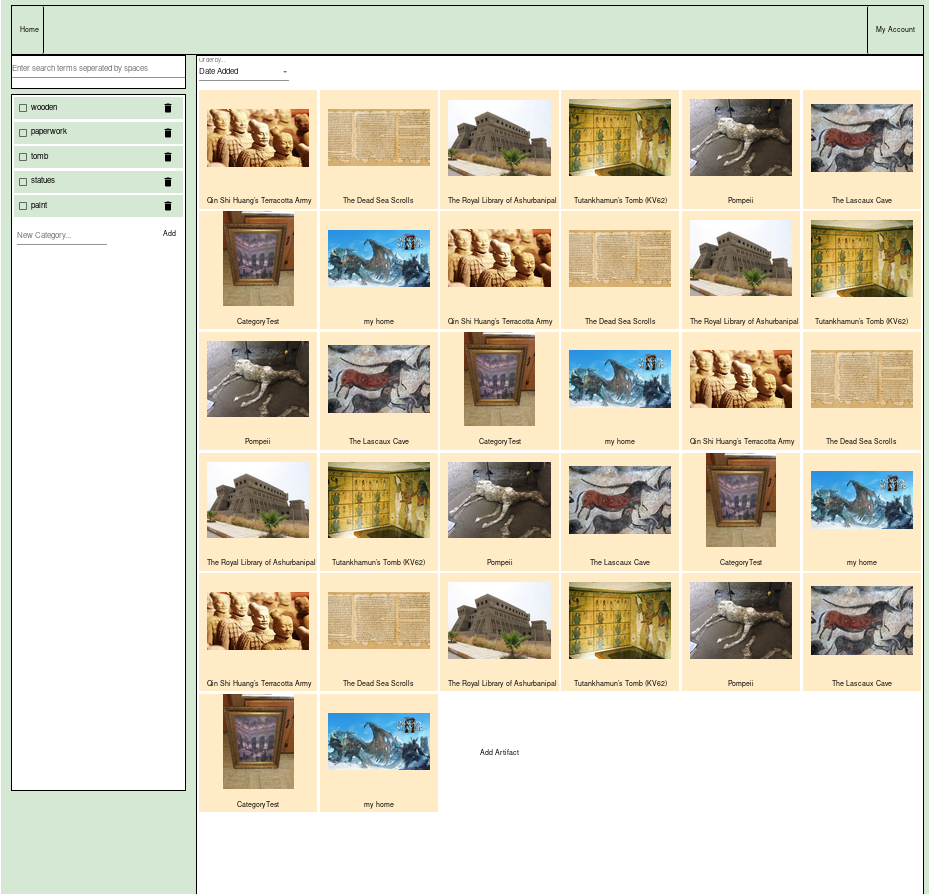 Home
My Account
Enter search terms seperated by spaces
Order by...
Date Added
wooden
paperwork
tomb
statues
paint
New Category...
Add
Qin Shi Huang's Terracotta Army
The Dead Sea Scrolls
The Royal Library of Ashurbanipal
Tutankhamun's Tomb (KV62)
Pompeii
The Lascaux Cave
CategoryTest
my home
Qin Shi Huang's Terracotta Army
The Dead Sea Scrolls
The Royal Library of Ashurbanipal
Tutankhamun's Tomb (KV62)
Pompeii
The Lascaux Cave
CategoryTest
my home
Qin Shi Huang's Terracotta Army
The Dead Sea Scrolls
The Royal Library of Ashurbanipal
Tutankhamun's Tomb (KV62)
Pompeii
The Lascaux Cave
CategoryTest
my home
Qin Shi Huang's Terracotta Army
The Dead Sea Scrolls
The Royal Library of Ashurbanipal
Tutankhamun's Tomb (KV62)
Pompeii
The Lascaux Cave
CategoryTest
my home
Add Artifact